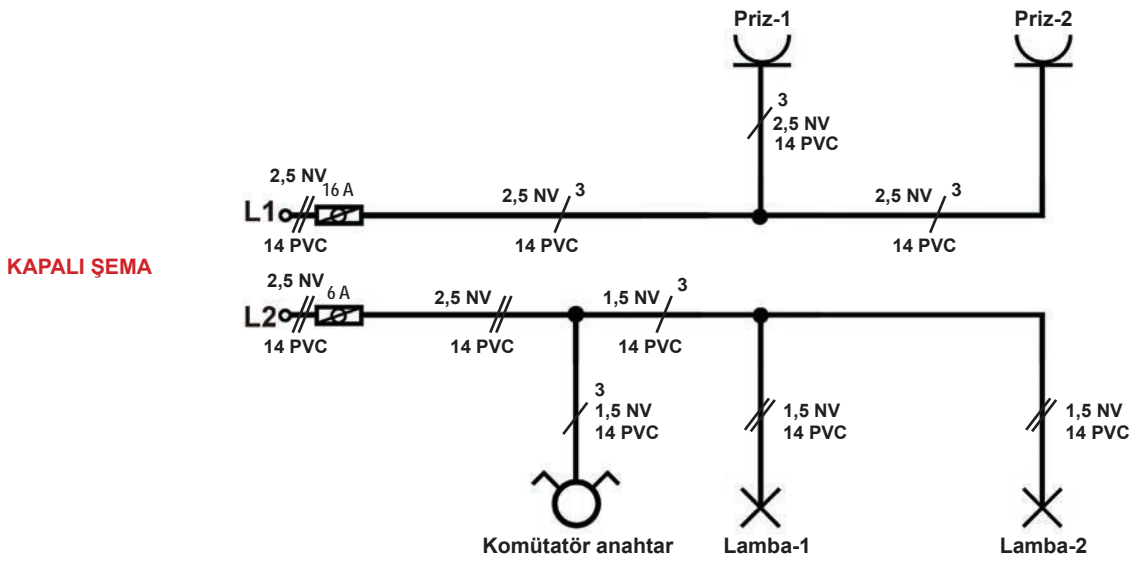 Priz-1
Priz-2
3
2,5 NV
14 PVC
2,5 NV
16 A
2,5 NV
3
2,5 NV
3
L1
14 PVC
14 PVC
14 PVC
KAPALI ŞEMA
2,5 NV
6 A
2,5 NV
1,5 NV
3
L2
14 PVC
14 PVC
14 PVC
3
1,5 NV
14 PVC
1,5 NV
14 PVC
1,5 NV
14 PVC
Komütatör anahtar
Lamba-1
Lamba-2